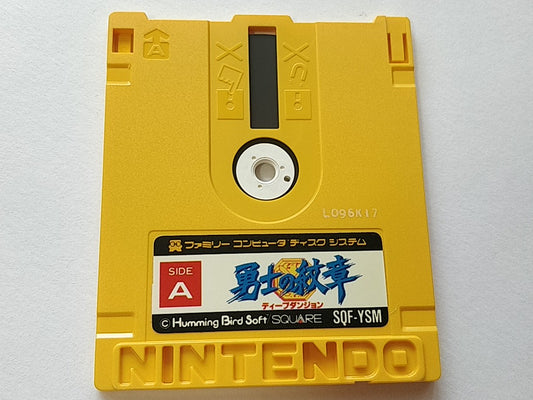 A
L096K17
ファミリー コンピュータ ディスク システム
SIDE
A
勇士の紋章
ディープダンジョン
© Humming Bird Soft SQUARE SQF-YSM
NINTENDO